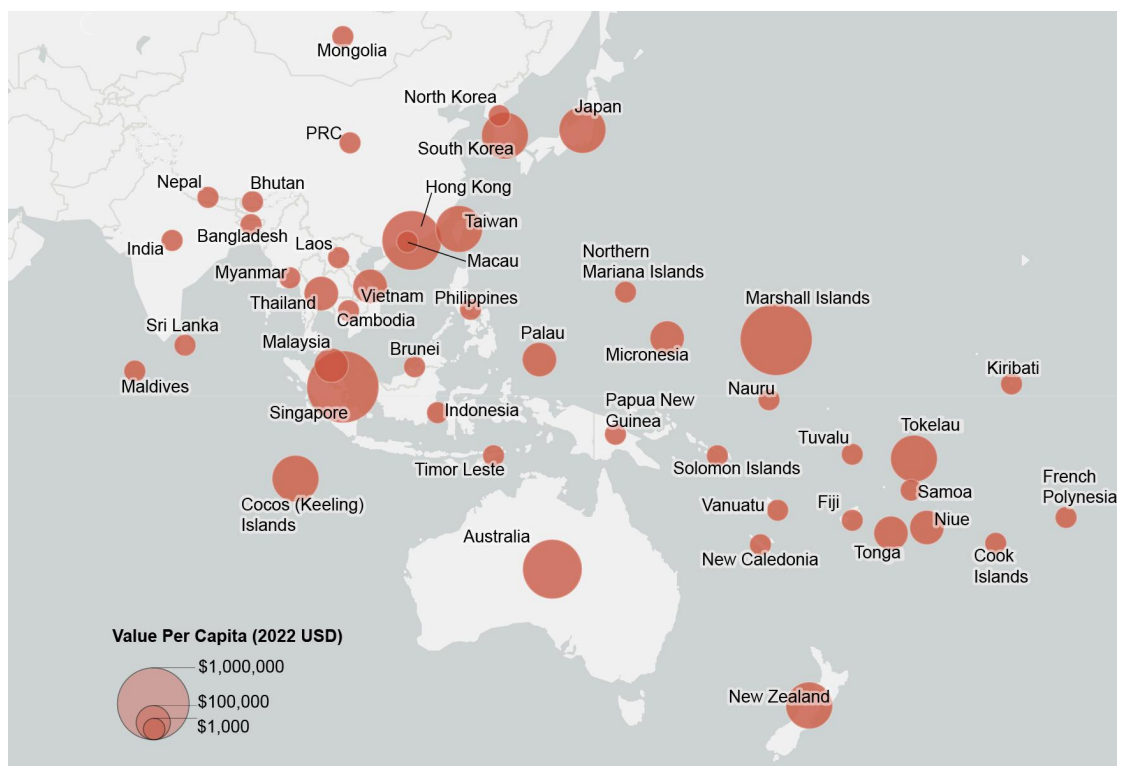 Mongolia
North Korea
Japan
PRC
South Korea
Nepal
Bhutan
Hong Kong
Taiwan
Bangladesh
India
Laos
Macau
Northern
Mariana Islands
Myanmar
Thailand
Vietnam
Philippines
Marshall Islands
Cambodia
Sri Lanka
Malaysia
Brunei
Palau
Micronesia
Maldives
Kiribati
Nauru
Singapore
Indonesia
Papua New
Guinea
Tokelau
Tuvalu
Timor Leste
Solomon Islands
Cocos (Keeling)
Islands
Samoa
French
Polynesia
Vanuatu
Fiji
Niue
Australia
New Caledonia
Tonga
Cook
Islands
Value Per Capita (2022 USD)
$1,000,000
$100,000
$1,000
New Zealand